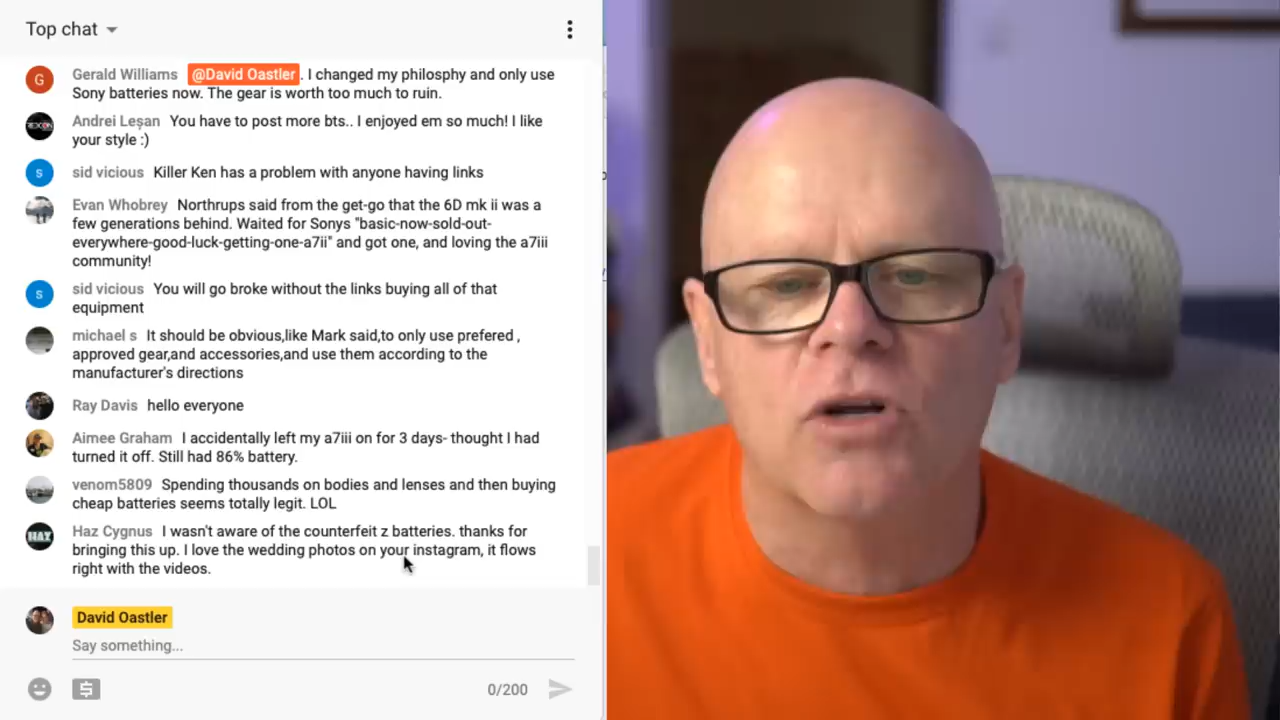 Top chat
Gerald Williams @David Oastler . I changed my philosphy and only use
Sony batteries now. The gear is worth too much to ruin.
Andrei Leșan You have to post more bts.. I enjoyed em so much! I like
your style :)
sid vicious Killer Ken has a problem with anyone having links
Evan Whobrey Northrups said from the get-go that the 6D mk ii was a
few generations behind. Waited for Sonys "basic-now-sold-out-
everywhere-good-luck-getting-one-a7ii" and got one, and loving the a7iii
community!
sid vicious You will go broke without the links buying all of that
equipment
michael s It should be obvious,like Mark said,to only use prefered ,
approved gear,and accessories,and use them according to the
manufacturer's directions
Ray Davis hello everyone
Aimee Graham I accidentally left my a7iii on for 3 days- thought I had
turned it off. Still had 86% battery.
venom5809 Spending thousands on bodies and lenses and then buying
cheap batteries seems totally legit. LOL
Haz Cygnus I wasn't aware of the counterfeit z batteries. thanks for
bringing this up. I love the wedding photos on your instagram, it flows
right with the videos.
David Oastler
Say something...
0/200